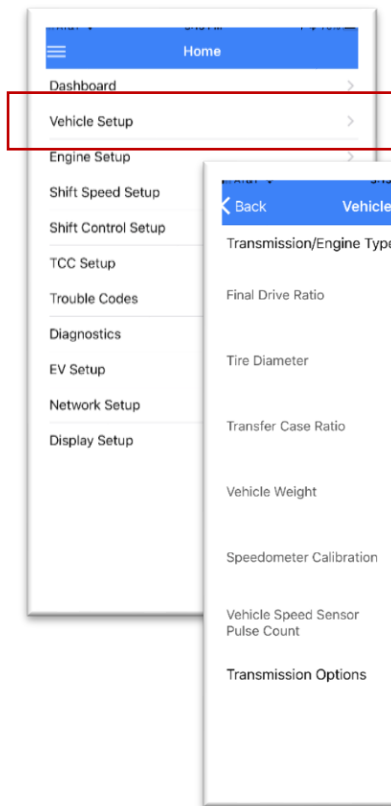 Home
Dashboard
Vehicle Setup
Engine Setup
Shift Speed Setup
Shift Control Setup
TCC Setup
Trouble Codes
Diagnostics
EV Setup
Network Setup
Display Setup
Back Vehicle
Transmission/Engine Type
Final Drive Ratio
Tire Diameter
Transfer Case Ratio
Vehicle Weight
Speedometer Calibration
Vehicle Speed Sensor
Pulse Count
Transmission Options